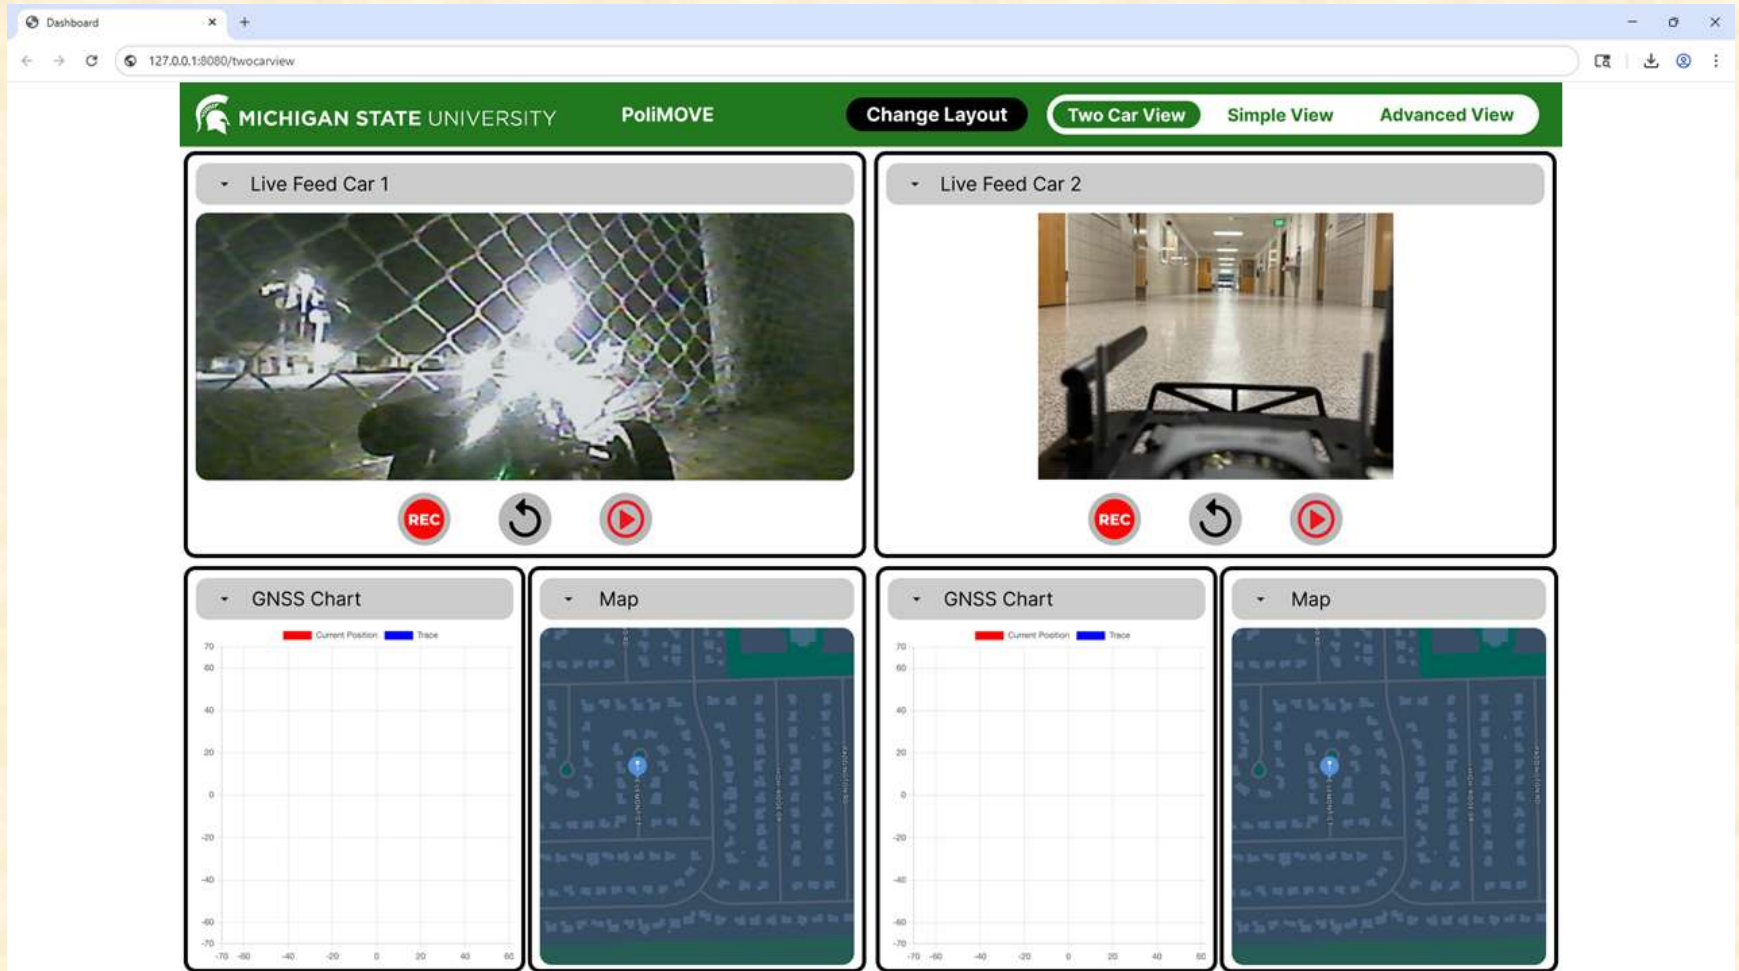 Dashboard
127.0.0.1:8080/twocarview
MICHIGAN STATE UNIVERSITY
PoliMOVE
Change Layout
Two Car View
Simple View
Advanced View
Live Feed Car 1
REC
Live Feed Car 2
REC
GNSS Chart
Current Position
Trace
70
60
40
20
0
-20
-40
-60
-70
-70 -60 -40 -20 0 20 40 60
Map
GNSS Chart
Current Position
Trace
70
60
40
20
0
-20
-40
-60
-70
-70 -60 -40 -20 0 20 40 60
Map